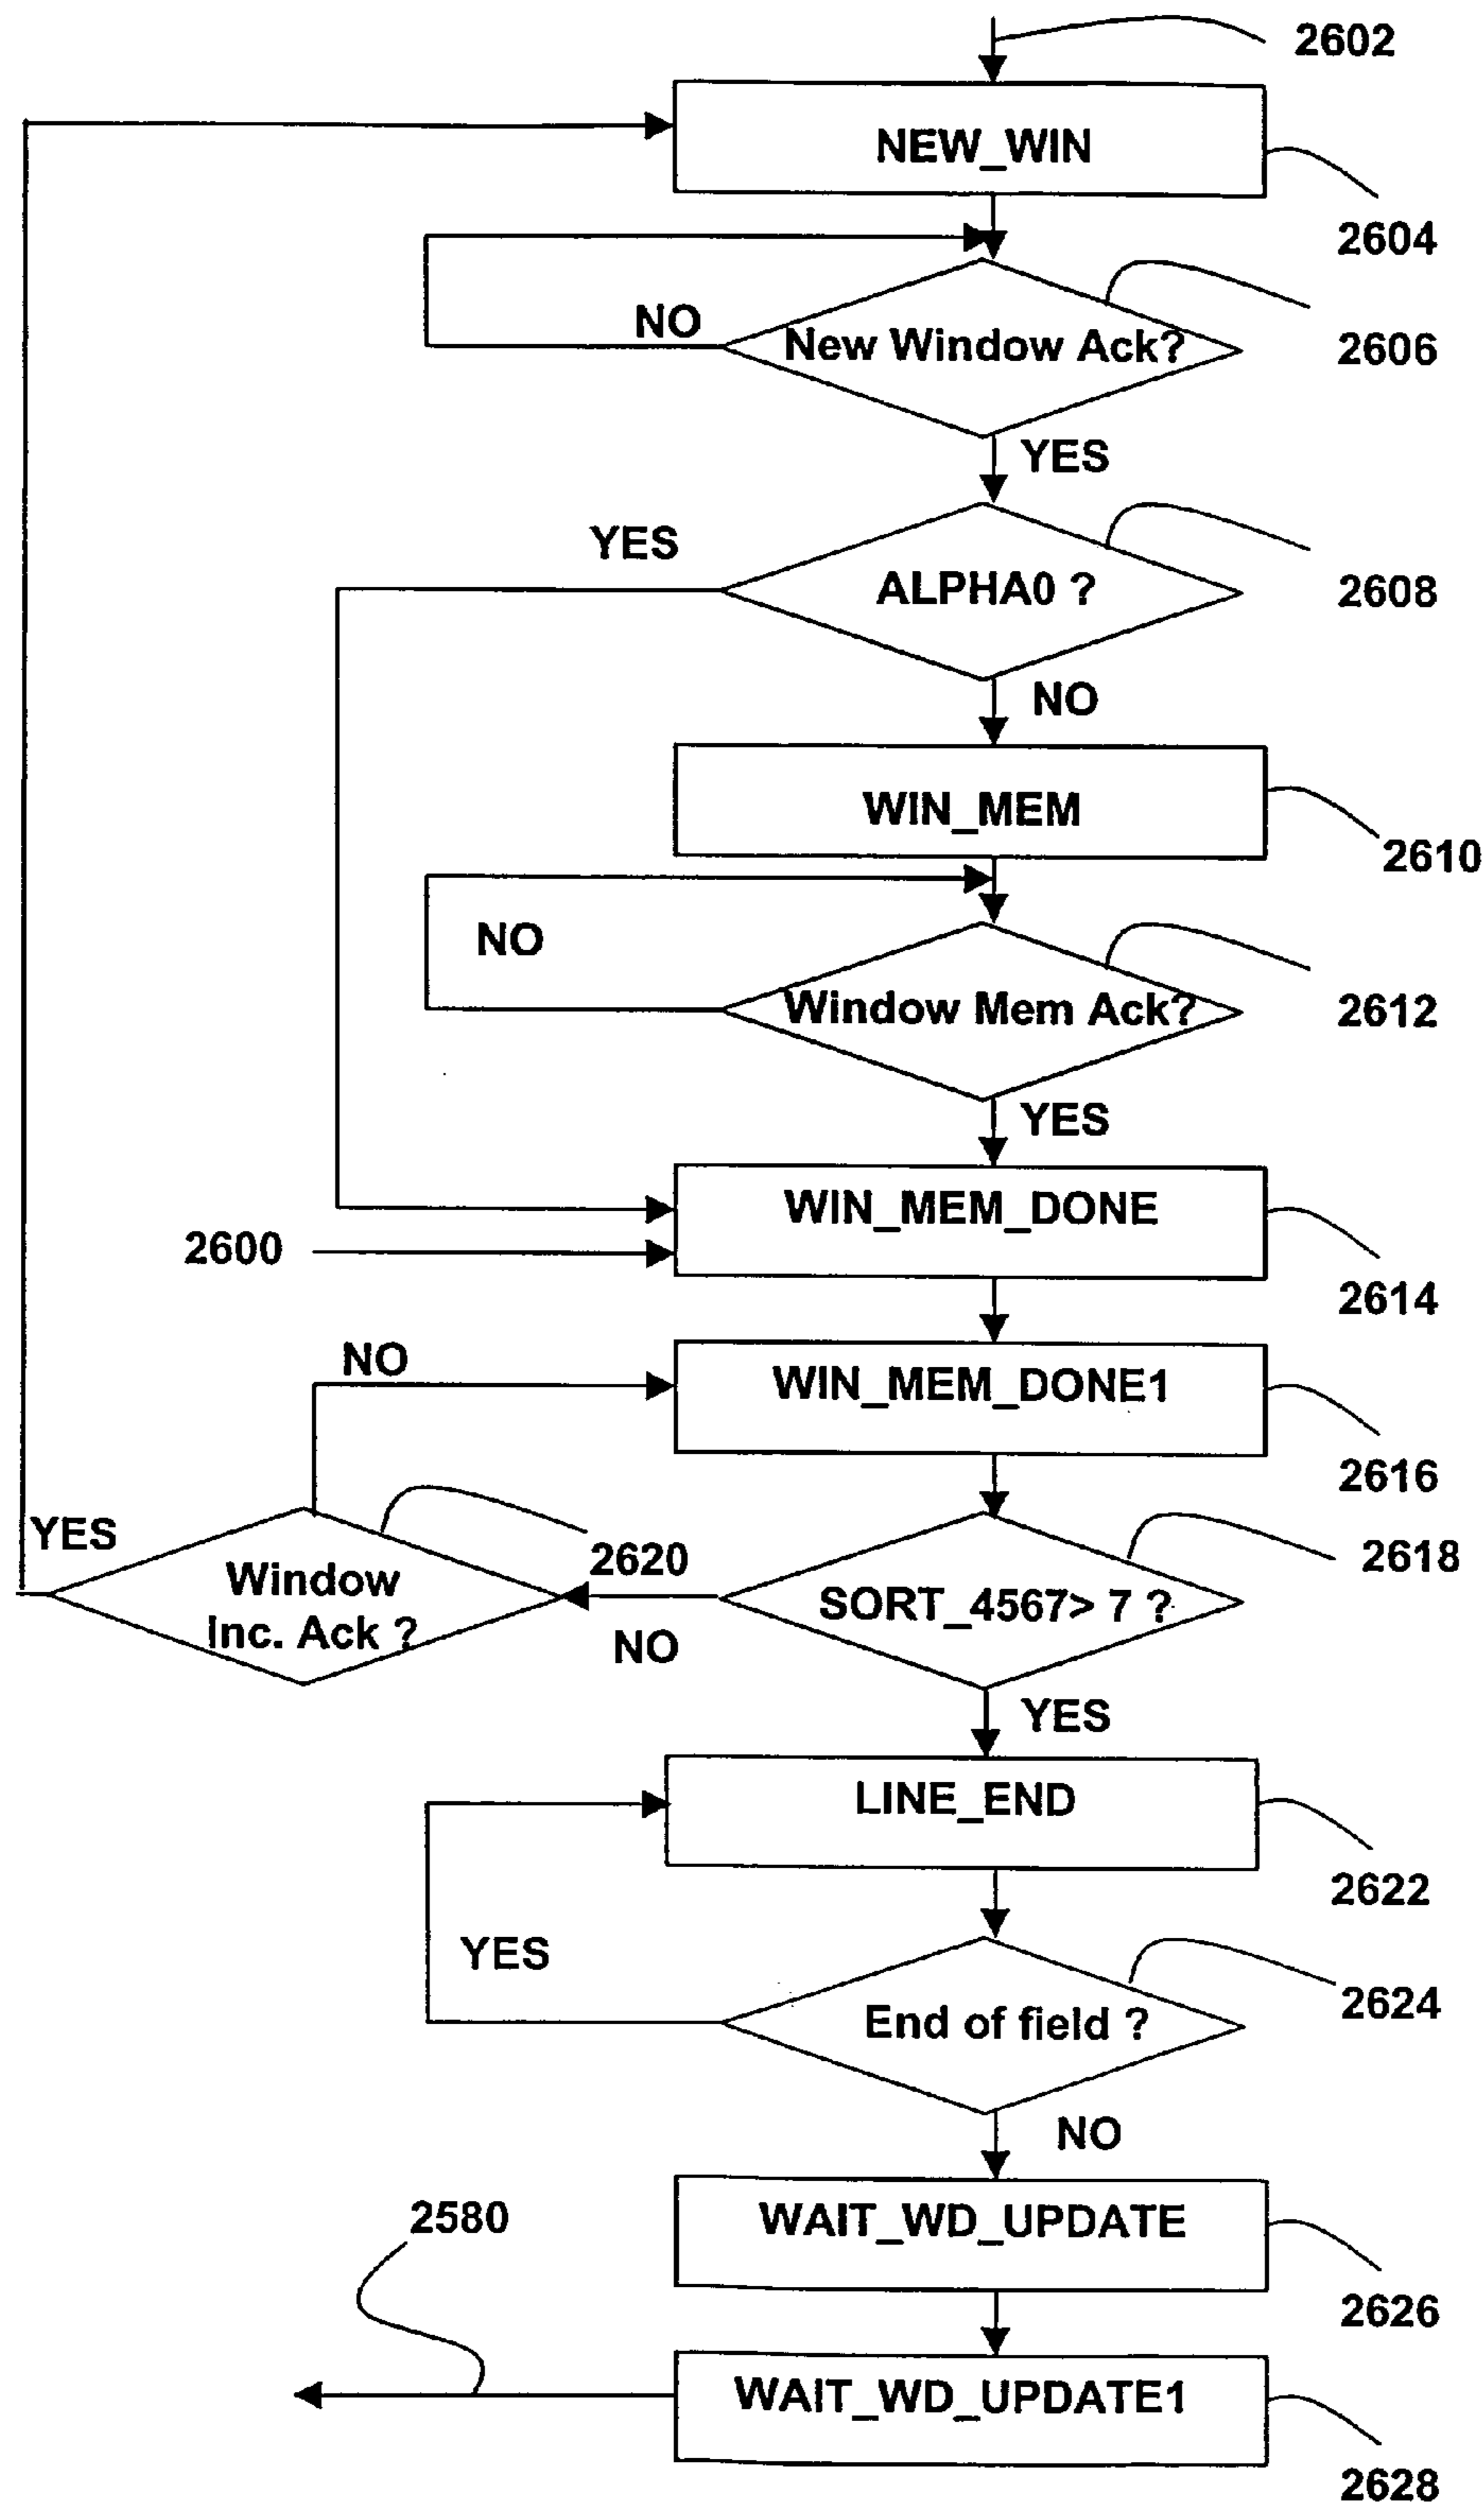 2602
NEW_WIN
2604
NO
New Window Ack?
2606
YES
YES
ALPHA0 ?
2608
NO
WIN_MEM
2610
NO
Window Mem Ack?
2612
YES
WIN_MEM_DONE
2600
2614
NO
WIN_MEM_DONE1
2616
YES
Window
Inc. Ack ?
2620
NO
SORT_4567> 7 ?
2618
YES
LINE_END
2622
YES
End of field ?
2624
NO
2580
WAIT_WD_UPDATE
2626
WAIT_WD_UPDATE1
2628